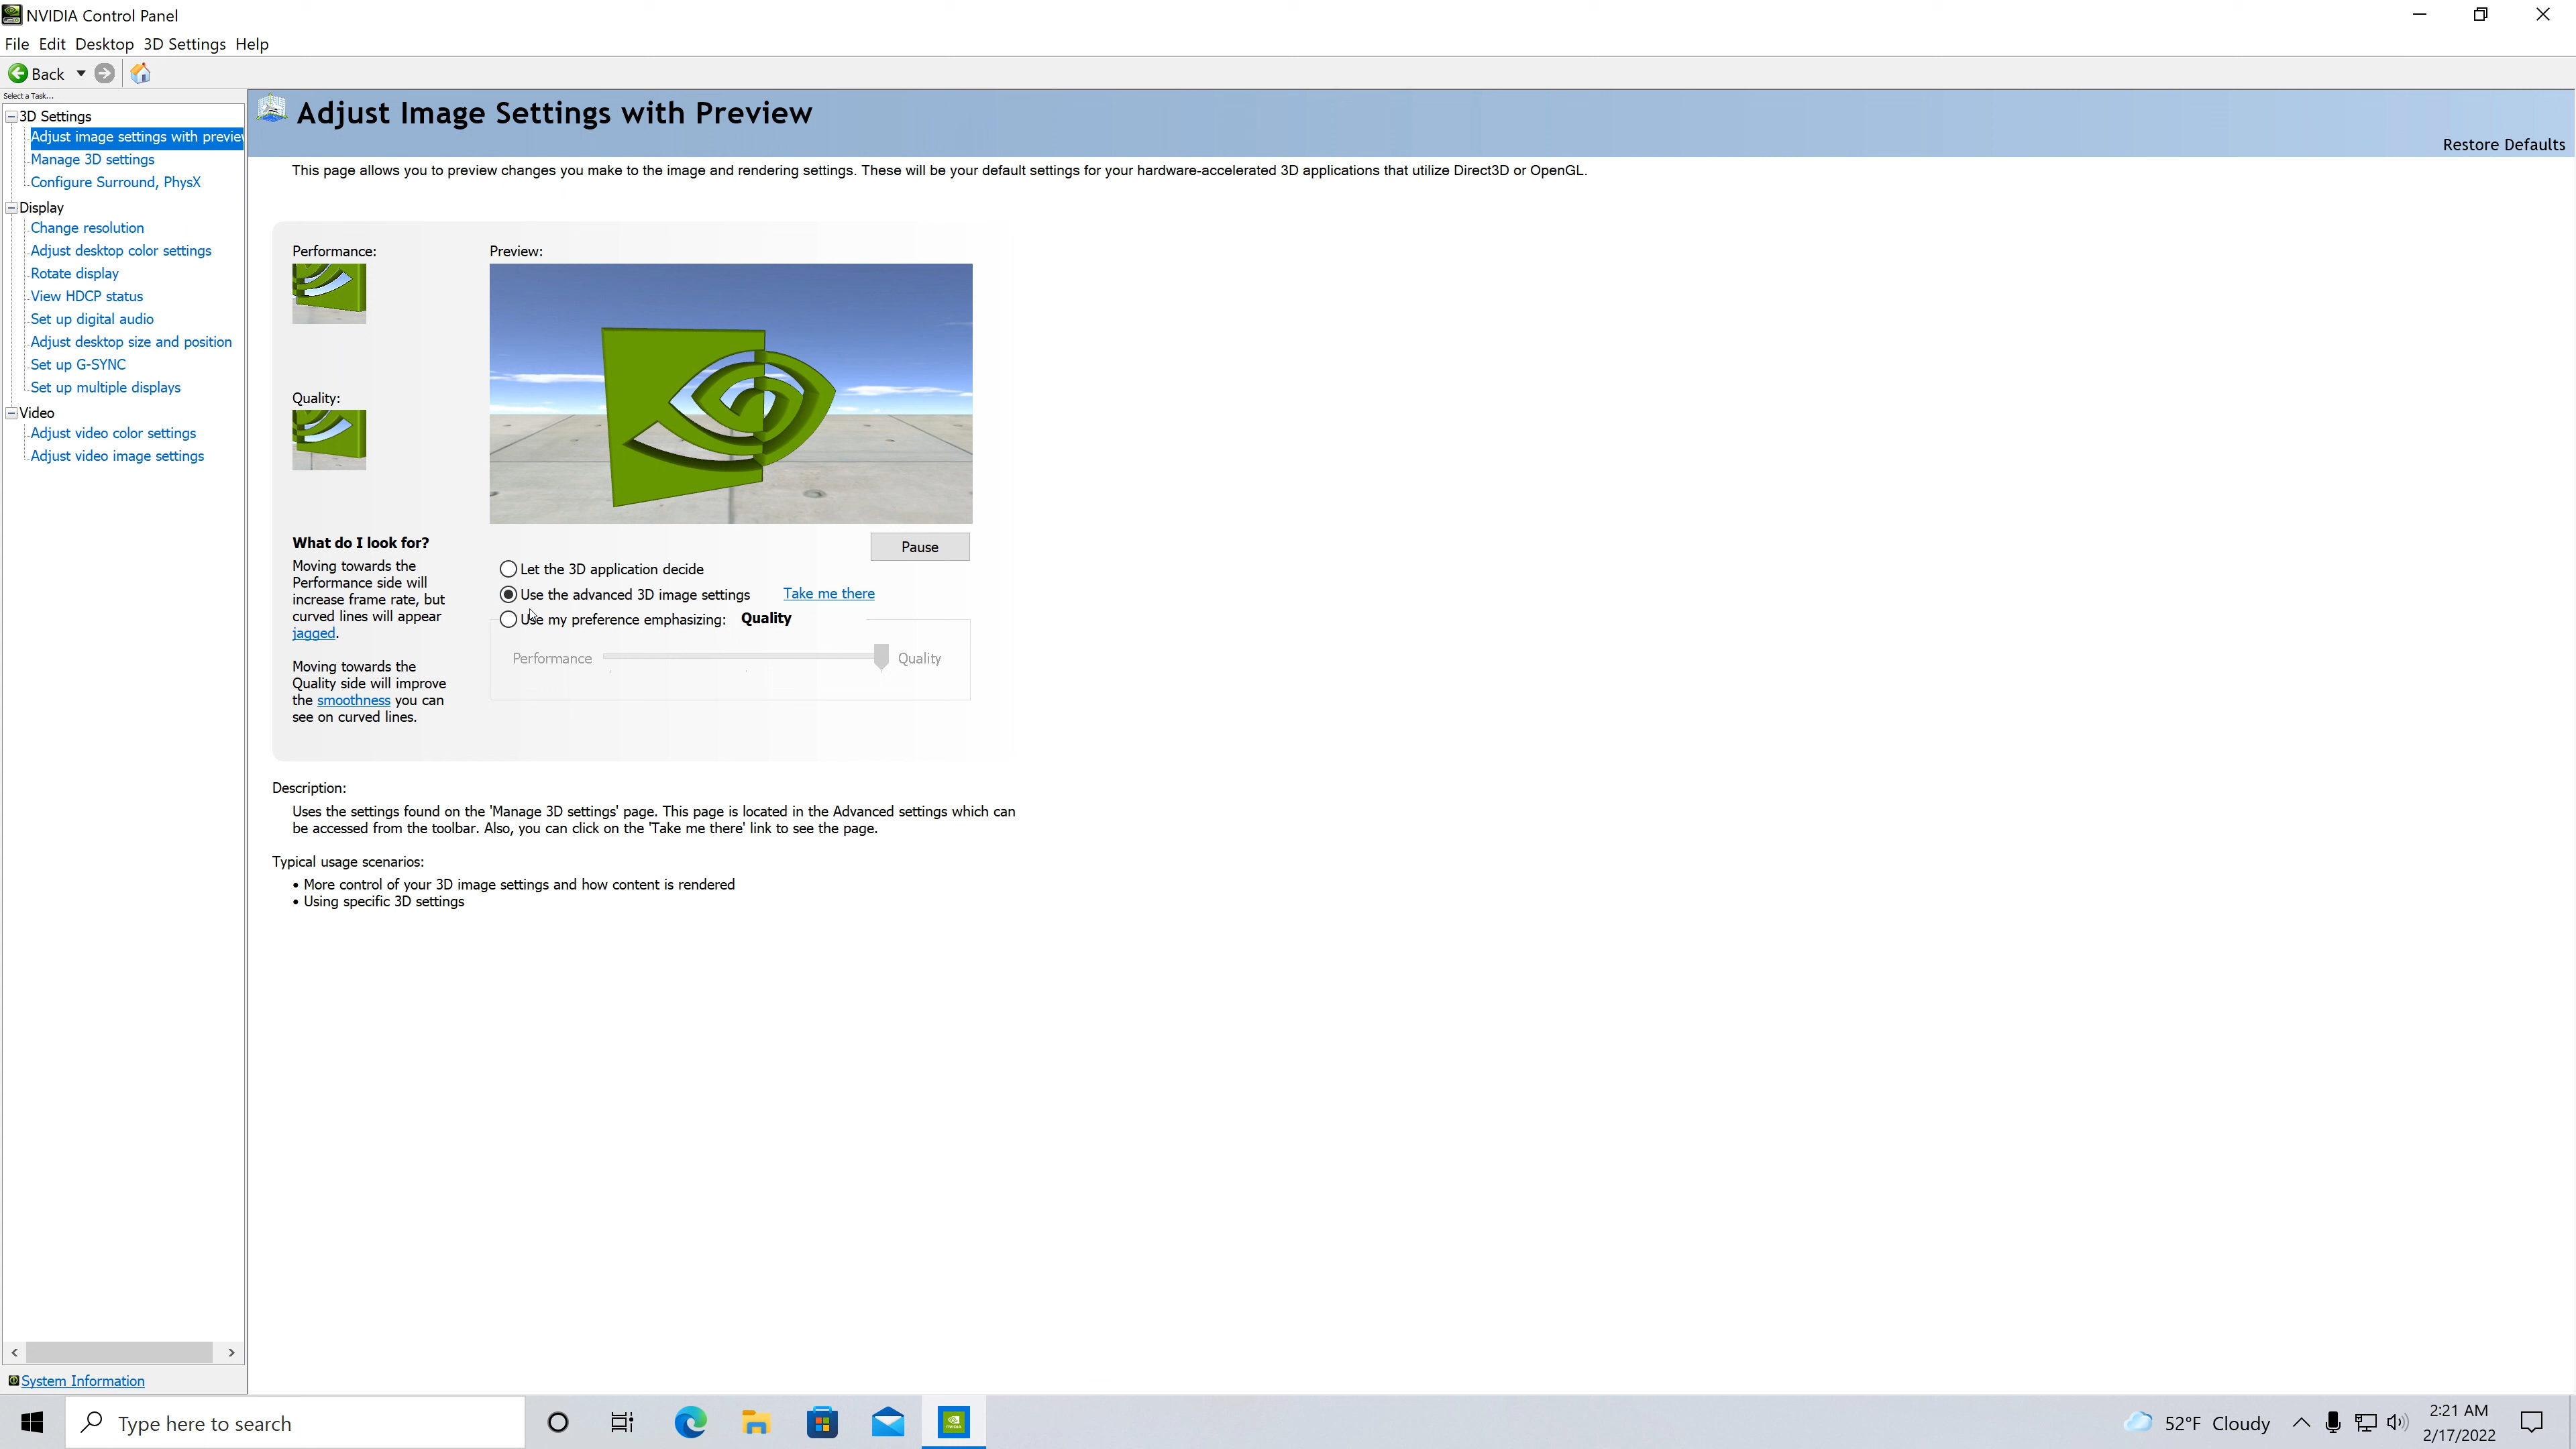 NVIDIA Control Panel
File Edit Desktop 3D Settings Help
Back
Select a Task...
3D Settings
Adjust image settings with preview
Manage 3D settings
Configure Surround, PhysX
Display
Change resolution
Adjust desktop color settings
Rotate display
View HDCP status
Set up digital audio
Adjust desktop size and position
Set up G-SYNC
Set up multiple displays
Video
Adjust video color settings
Adjust video image settings
System Information
Adjust Image Settings with Preview
Restore Defaults
This page allows you to preview changes you make to the image and rendering settings. These will be your default settings for your hardware-accelerated 3D applications that utilize Direct3D or OpenGL.
Performance:
Quality:
What do I look for?
Moving towards the
Performance side will
increase frame rate, but
curved lines will appear
jagged.
Moving towards the
Quality side will improve
the smoothness you can
see on curved lines.
Preview:
Pause
Let the 3D application decide
Use the advanced 3D image settings Take me there
Use my preference emphasizing: Quality
Performance Quality
Description:
Uses the settings found on the 'Manage 3D settings' page. This page is located in the Advanced settings which can
be accessed from the toolbar. Also, you can click on the 'Take me there' link to see the page.
Typical usage scenarios:
• More control of your 3D image settings and how content is rendered
• Using specific 3D settings
Type here to search
52°F Cloudy
2:21 AM
2/17/2022